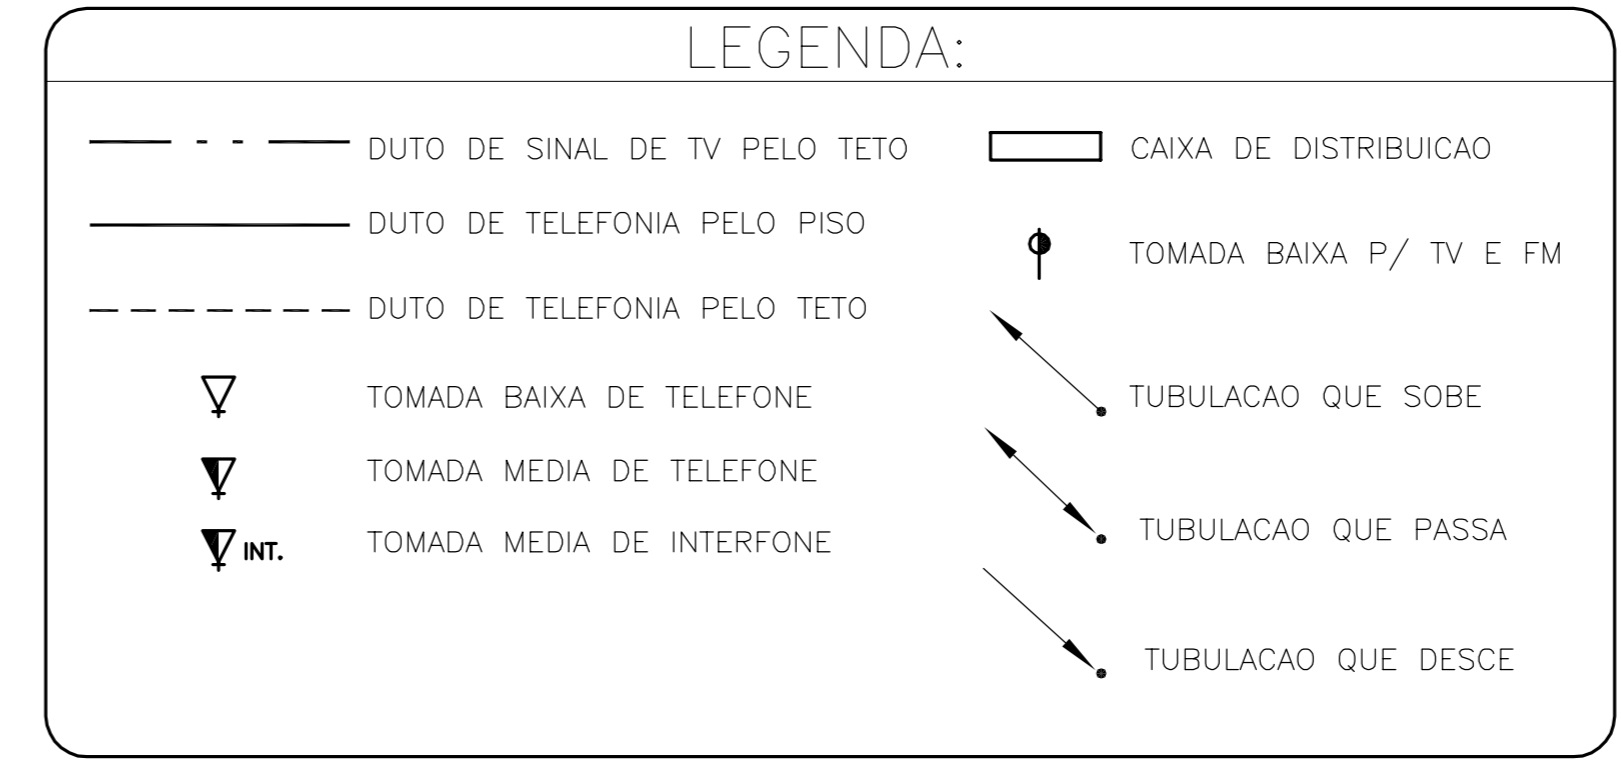 LEGENDA:
DUTO DE SINAL DE TV PELO TETO
DUTO DE TELEFONIA PELO PISO
DUTO DE TELEFONIA PELO TETO
TOMADA BAIXA DE TELEFONE
TOMADA MEDIA DE TELEFONE
INT. TOMADA MEDIA DE INTERFONE
CAIXA DE DISTRIBUICAO
TOMADA BAIXA P/ TV E FM
TUBULACAO QUE SOBE
TUBULACAO QUE PASSA
TUBULACAO QUE DESCE